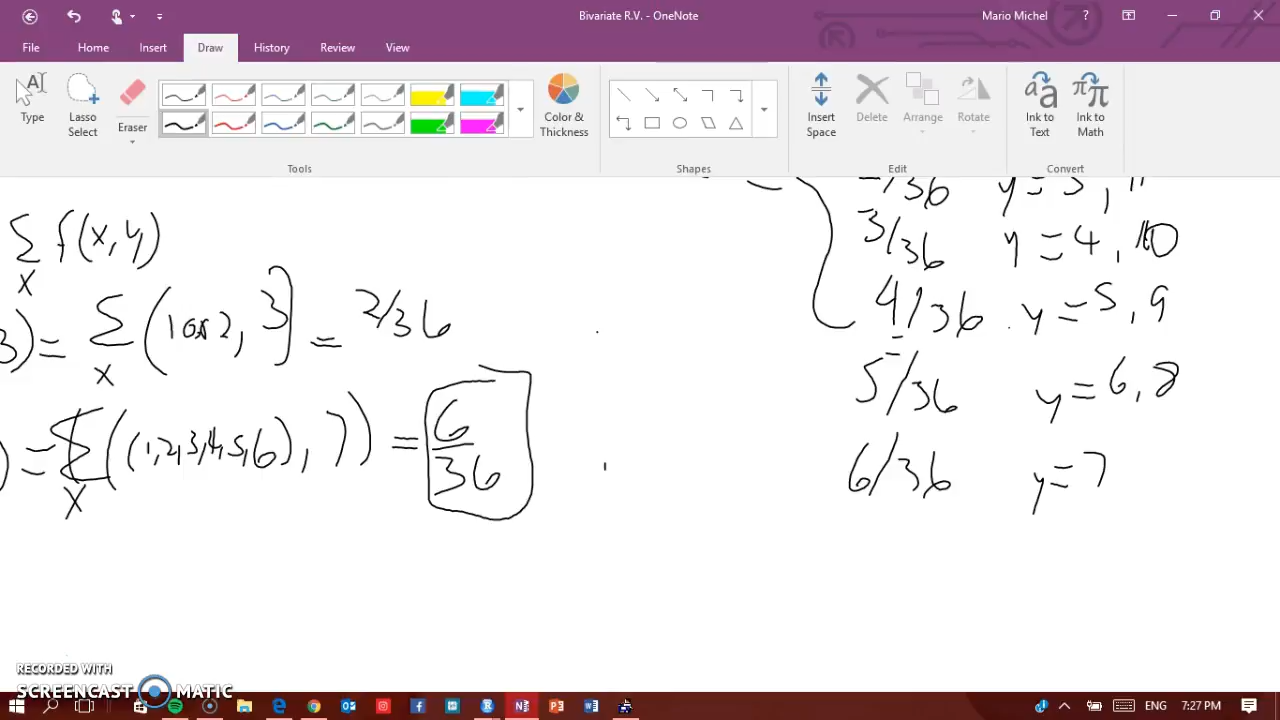 Bivariate R.V. - OneNote
Mario Michel
?
File Home Insert Draw History Review View
Type
Lasso Select
Eraser
Color & Thickness
Insert Space
Delete
Arrange
Rotate
Ink to Text
Ink to Math
Tools
Shapes
Edit
Convert
/36 y = 3, 11
Σ f(x,y)
x
3/36 y = 4, 10
3) = Σ (1 or 2, 3) = 2/36
x
4/36 y = 5, 9
5/36 y = 6, 8
) = Σ ((1,2,3,4,5,6), 7) = 6/36
x
6/36 y = 7
RECORDED WITH
SCREENCAST MATIC
ENG 7:27 PM